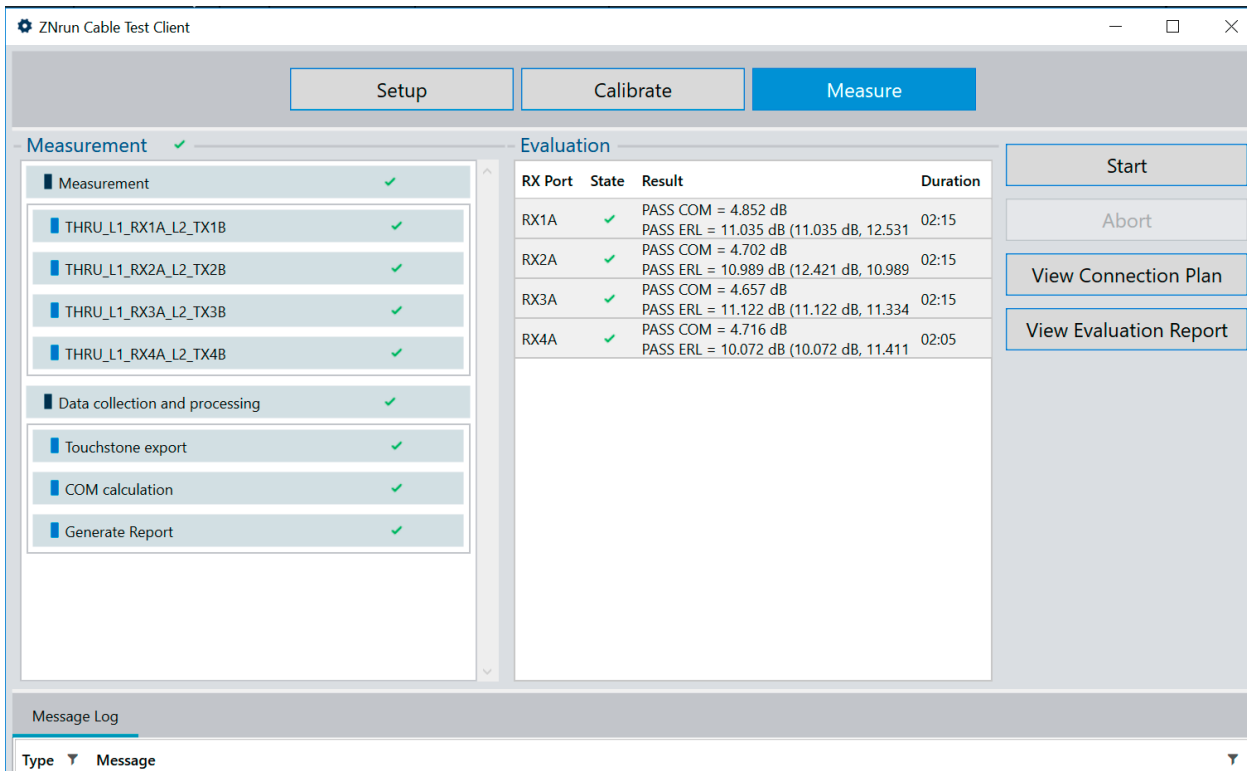 ZNrun Cable Test Client
Setup
Calibrate
Measure
Measurement
Measurement
THRU_L1_RX1A_L2_TX1B
THRU_L1_RX2A_L2_TX2B
THRU_L1_RX3A_L2_TX3B
THRU_L1_RX4A_L2_TX4B
Data collection and processing
Touchstone export
COM calculation
Generate Report
Evaluation
RX Port State Result Duration
RX1A PASS COM = 4.852 dB 02:15
PASS ERL = 11.035 dB (11.035 dB, 12.531
RX2A PASS COM = 4.702 dB 02:15
PASS ERL = 10.989 dB (12.421 dB, 10.989
RX3A PASS COM = 4.657 dB 02:15
PASS ERL = 11.122 dB (11.122 dB, 11.334
RX4A PASS COM = 4.716 dB 02:05
PASS ERL = 10.072 dB (10.072 dB, 11.411
Start
Abort
View Connection Plan
View Evaluation Report
Message Log
Type Message